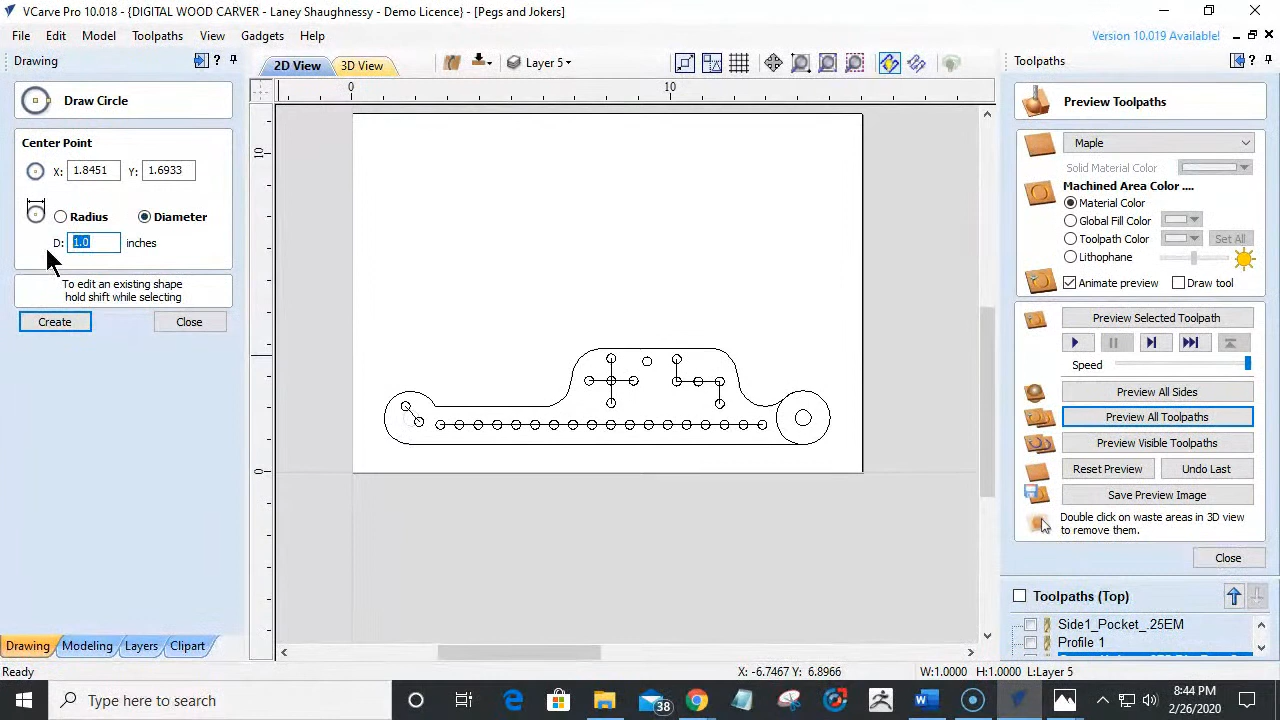 VCarve Pro 10.018 - {DIGITAL WOOD CARVER - Laney Shaughnessy - Demo Licence} - [Pegs and Jokers]
File Edit Model Toolpaths View Gadgets Help
Version 10.019 Available!
Drawing
2D View 3D View
Layer 5
Toolpaths
Draw Circle
Center Point
X: 1.8451 Y: 1.6933
Radius Diameter
D: 1.0 inches
To edit an existing shape
hold shift while selecting
Create Close
0 10
10
0
Preview Toolpaths
Maple
Solid Material Color
Machined Area Color ....
Material Color
Global Fill Color
Toolpath Color Set All
Lithophane
Animate preview Draw tool
Preview Selected Toolpath
Speed
Preview All Sides
Preview All Toolpaths
Preview Visible Toolpaths
Reset Preview Undo Last
Save Preview Image
Double click on waste areas in 3D view
to remove them.
Close
Toolpaths (Top)
Side1_Pocket_.25EM
Profile 1
Drawing Modeling Layers Clipart
Ready
X: -6.7467 Y: 6.8966
W:1.0000 H:1.0000 L:Layer 5
Type here to search
38
8:44 PM
2/26/2020